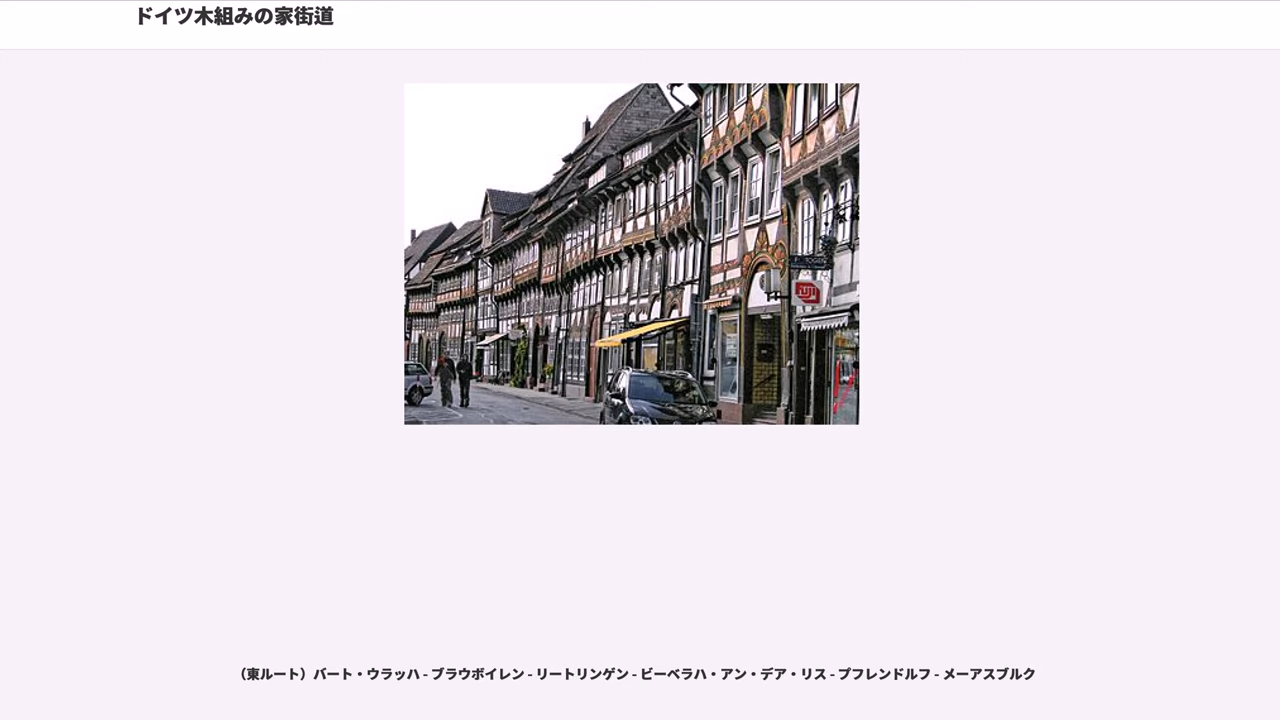 ドイツ木組みの家街道
（東ルート）バート・ウラッハ - ブラウボイレン - リートリンゲン - ビーベラハ・アン・デア・リス - プフレンドルフ - メーアスブルク